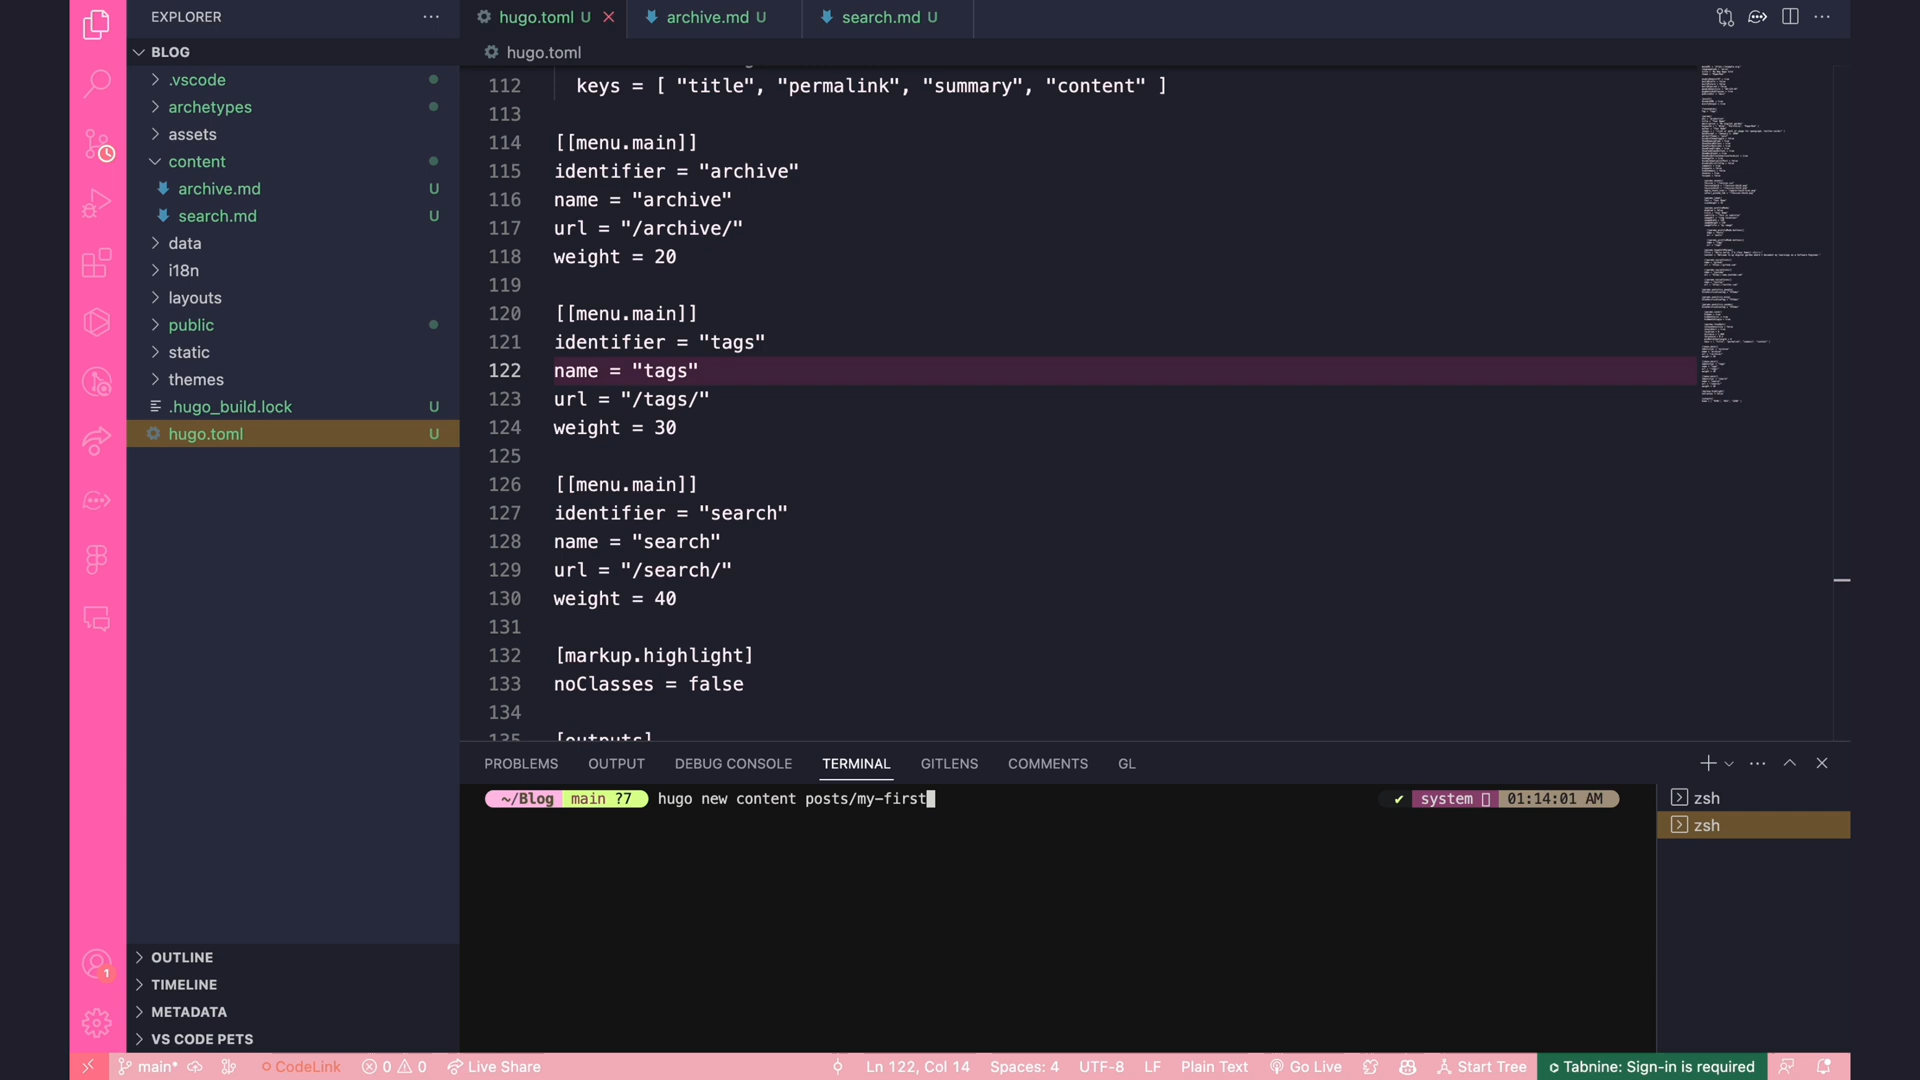 EXPLORER
BLOG
.vscode
archetypes
assets
content
archive.md U
search.md U
data
i18n
layouts
public
static
themes
.hugo_build.lock U
hugo.toml U
OUTLINE
TIMELINE
METADATA
VS CODE PETS
hugo.toml U
archive.md U
search.md U
hugo.toml
112 keys = [ "title", "permalink", "summary", "content" ]
113
114 [[menu.main]]
115 identifier = "archive"
116 name = "archive"
117 url = "/archive/"
118 weight = 20
119
120 [[menu.main]]
121 identifier = "tags"
122 name = "tags"
123 url = "/tags/"
124 weight = 30
125
126 [[menu.main]]
127 identifier = "search"
128 name = "search"
129 url = "/search/"
130 weight = 40
131
132 [markup.highlight]
133 noClasses = false
134
135 [outputs]
PROBLEMS OUTPUT DEBUG CONSOLE TERMINAL GITLENS COMMENTS GL
~/Blog main ?7 hugo new content posts/my-first ✔ system 01:14:01 AM
zsh
zsh
1
main* CodeLink 0 0 Live Share Ln 122, Col 14 Spaces: 4 UTF-8 LF Plain Text Go Live Start Tree Tabnine: Sign-in is required